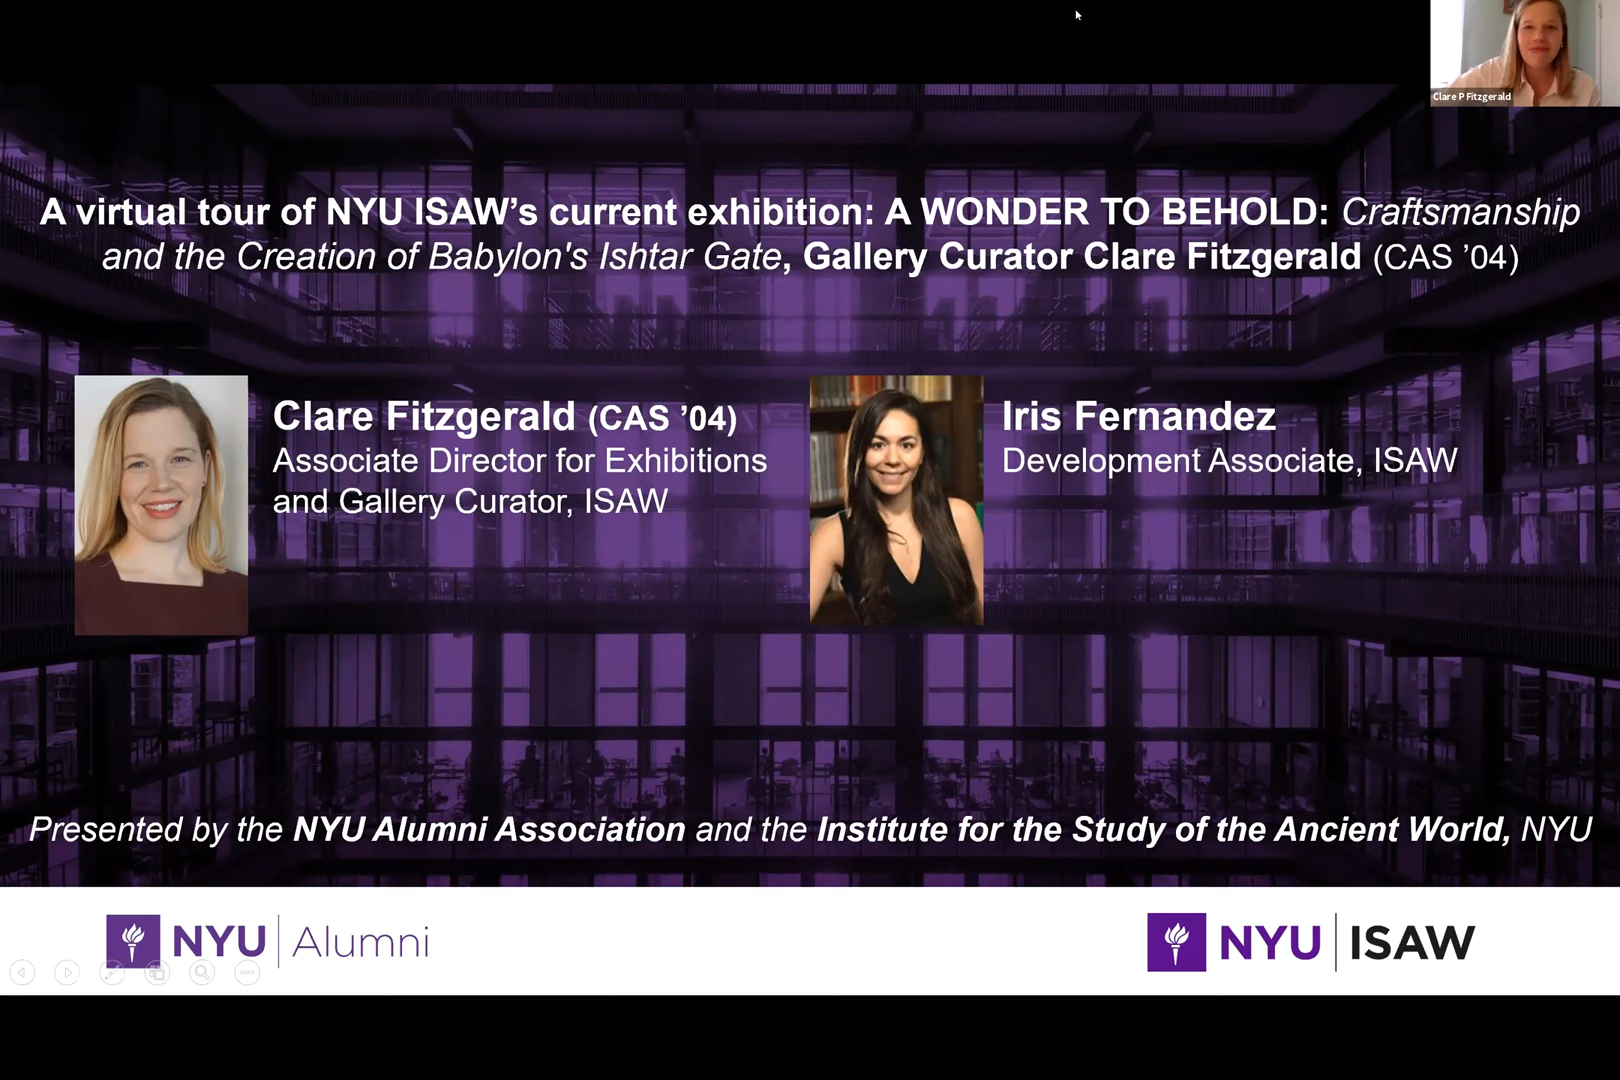 Clare P Fitzgerald
A virtual tour of NYU ISAW’s current exhibition: A WONDER TO BEHOLD: Craftsmanship
and the Creation of Babylon's Ishtar Gate, Gallery Curator Clare Fitzgerald (CAS ’04)
Clare Fitzgerald (CAS ’04)
Associate Director for Exhibitions
and Gallery Curator, ISAW
Iris Fernandez
Development Associate, ISAW
Presented by the NYU Alumni Association and the Institute for the Study of the Ancient World, NYU
NYU | Alumni
NYU | ISAW